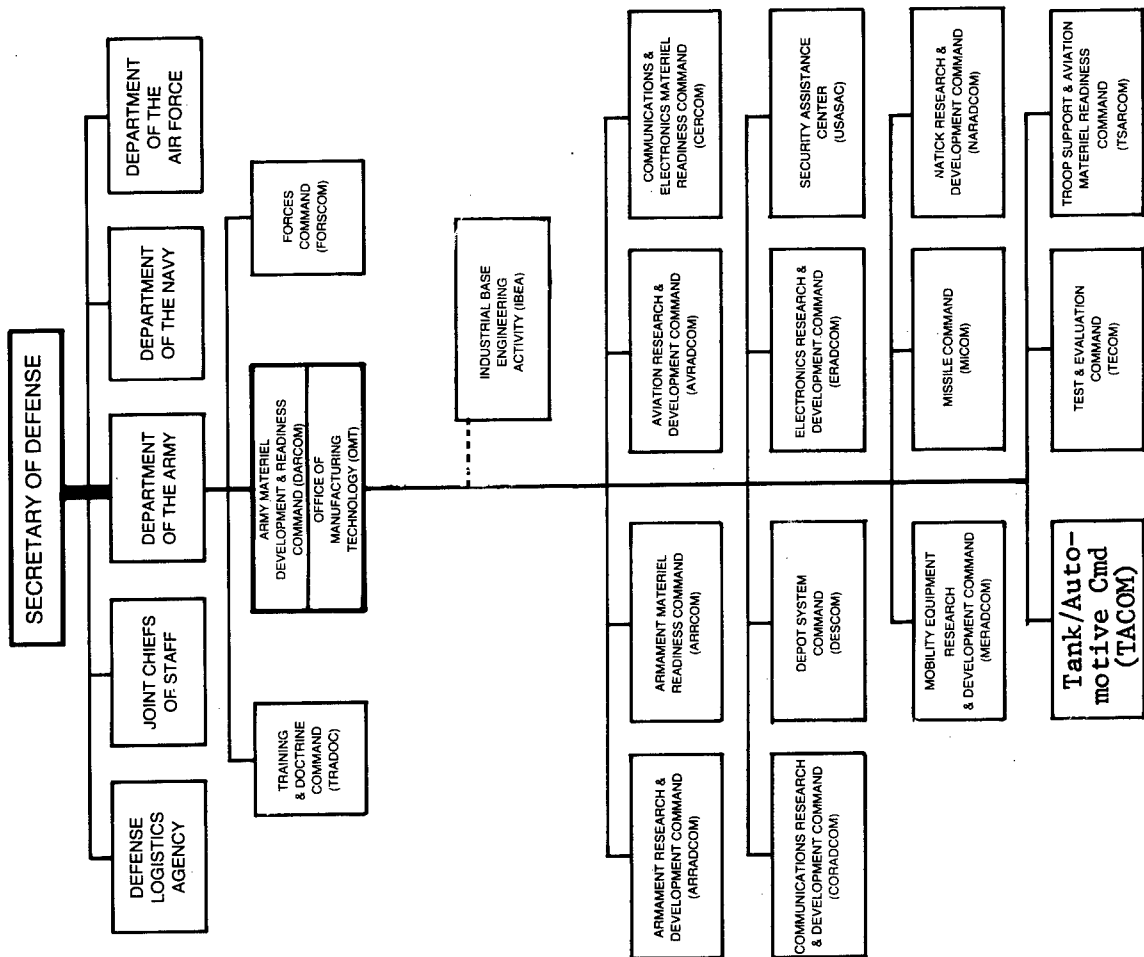 SECRETARY OF DEFENSE
DEFENSE
LOGISTICS
AGENCY
JOINT CHIEFS
OF STAFF
DEPARTMENT
OF THE ARMY
DEPARTMENT
OF THE NAVY
DEPARTMENT
OF THE
AIR FORCE
TRAINING
& DOCTRINE
COMMAND
(TRADOC)
ARMY MATERIEL
DEVELOPMENT & READINESS
COMMAND (DARCOM)
OFFICE OF
MANUFACTURING
TECHNOLOGY (OMT)
FORCES
COMMAND
(FORSCOM)
INDUSTRIAL BASE
ENGINEERING
ACTIVITY (IBEA)
ARMAMENT RESEARCH &
DEVELOPMENT COMMAND
(ARRADCOM)
ARMAMENT MATERIEL
READINESS COMMAND
(ARRCOM)
AVIATION RESEARCH &
DEVELOPMENT COMMAND
(AVRADCOM)
COMMUNICATIONS &
ELECTRONICS MATERIEL
READINESS COMMAND
(CERCOM)
COMMUNICATIONS RESEARCH
& DEVELOPMENT COMMAND
(CORADCOM)
DEPOT SYSTEM
COMMAND
(DESCOM)
ELECTRONICS RESEARCH &
DEVELOPMENT COMMAND
(ERADCOM)
SECURITY ASSISTANCE
CENTER
(USASAC)
MOBILITY EQUIPMENT
RESEARCH
& DEVELOPMENT COMMAND
(MERADCOM)
MISSILE COMMAND
(MICOM)
NATICK RESEARCH &
DEVELOPMENT COMMAND
(NARADCOM)
Tank/Auto-
motive Cmd
(TACOM)
TEST & EVALUATION
COMMAND
(TECOM)
TROOP SUPPORT & AVIATION
MATERIEL READINESS
COMMAND
(TSARCOM)